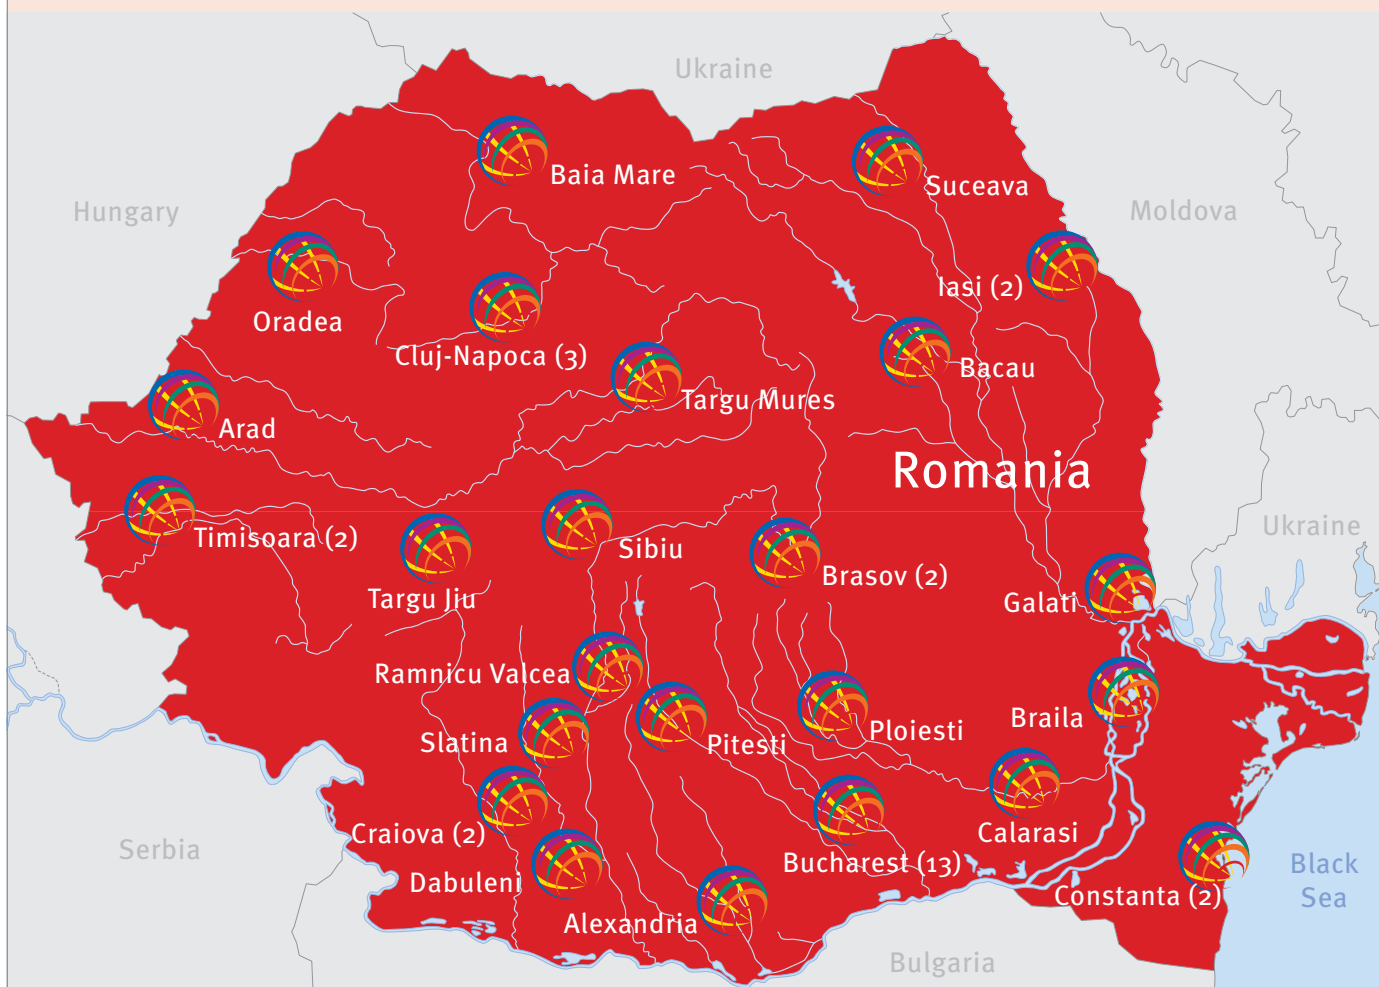 Ukraine
Baia Mare
Suceava
Hungary
Moldova
Iasi (2)
Oradea
Cluj-Napoca (3)
Bacau
Targu Mures
Arad
Romania
Ukraine
Timisoara (2)
Sibiu
Brasov (2)
Targu Jiu
Galati
Ramnicu Valcea
Braila
Ploiesti
Slatina
Pitesti
Craiova (2)
Calarasi
Serbia
Bucharest (13)
Black
Sea
Dabuleni
Constanta (2)
Alexandria
Bulgaria